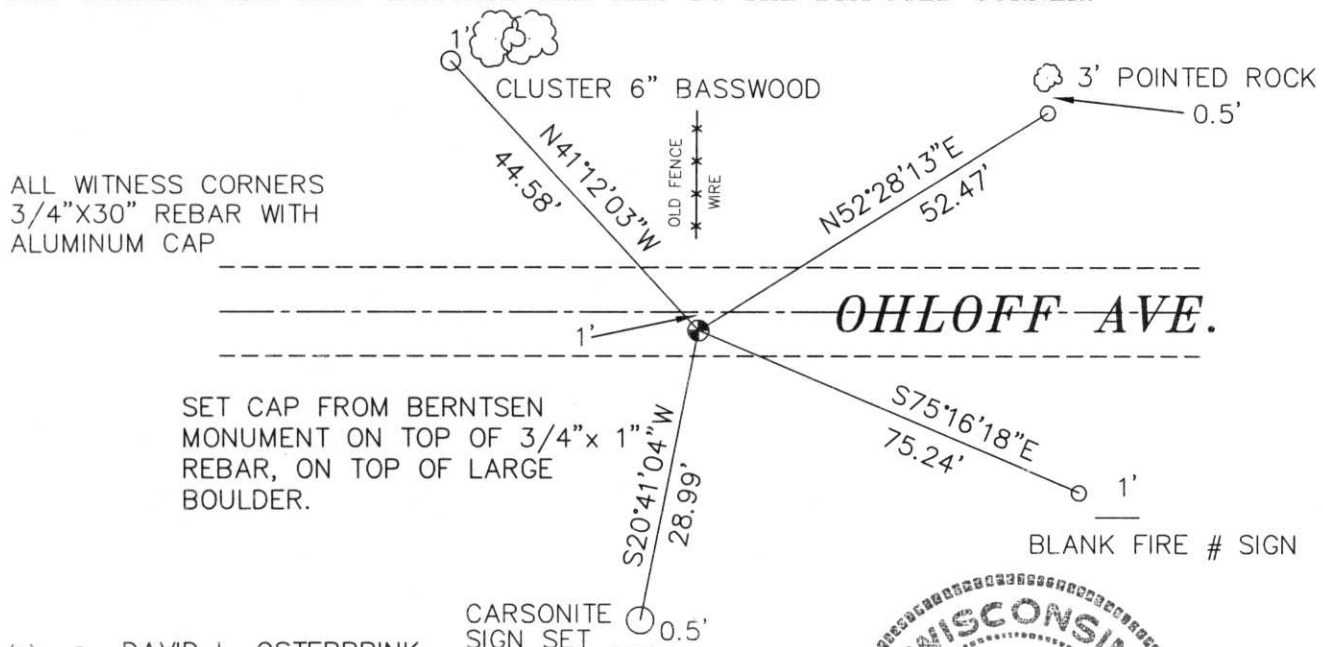 1'
CLUSTER 6" BASSWOOD
3' POINTED ROCK
0.5'
N41°12'03"W
44.58'
OLD FENCE
WIRE
N52°28'13"E
52.47'
ALL WITNESS CORNERS
3/4"X30" REBAR WITH
ALUMINUM CAP
OHLOFF AVE.
1'
SET CAP FROM BERNTSEN
MONUMENT ON TOP OF 3/4"x 1"
REBAR, ON TOP OF LARGE
BOULDER.
S20°41'04"W
28.99'
S75°16'18"E
75.24'
1'
BLANK FIRE # SIGN
CARSONITE
SIGN SET
0.5'
WISCONSIN
DAVID L. OSTERBRINK